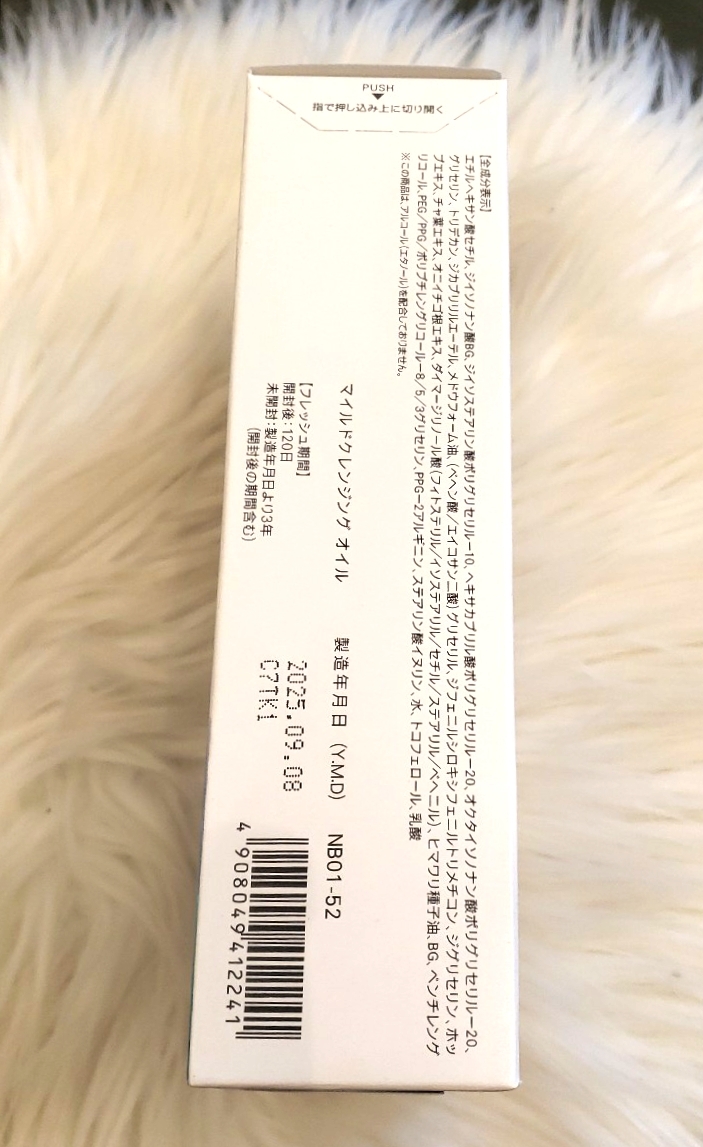 PUSH
指で押し込み上に切り開く
【全成分表示】
エチルヘキサン酸セチル、ジイソノナン酸BG、ジイソステアリン酸ポリグリセリル－10、ヘキサカプリル酸ポリグリセリル－20、オクタイソノナン酸ポリグリセリル－20、
グリセリン、トリデカン、ジカプリリルエーテル、メドウフォーム油、(ベヘン酸／エイコサン二酸)グリセリル、ジフェニルシロキシフェニルトリメチコン、ジグリセリン、ホッ
プエキス、チャ葉エキス、オニイチゴ根エキス、ダイマージリノール酸(フィトステリル／イソステアリル／セチル／ステアリル／ベヘニル)、ヒマワリ種子油、BG、ペンチレング
リコール、PEG／PPG／ポリブチレングリコール－8／5／3グリセリン、PPG－2アルギニン、ステアリン酸イヌリン、水、トコフェロール、乳酸
※この商品は、アルコール(エタノール)を配合しておりません。
マイルドクレンジング オイル 製造年月日 (Y.M.D) NB01-52
【フレッシュ期間】
開封後：120日
未開封：製造年月日より3年
(開封後の期間含む)
2025.09.08
C7TK1
4 908049 412241